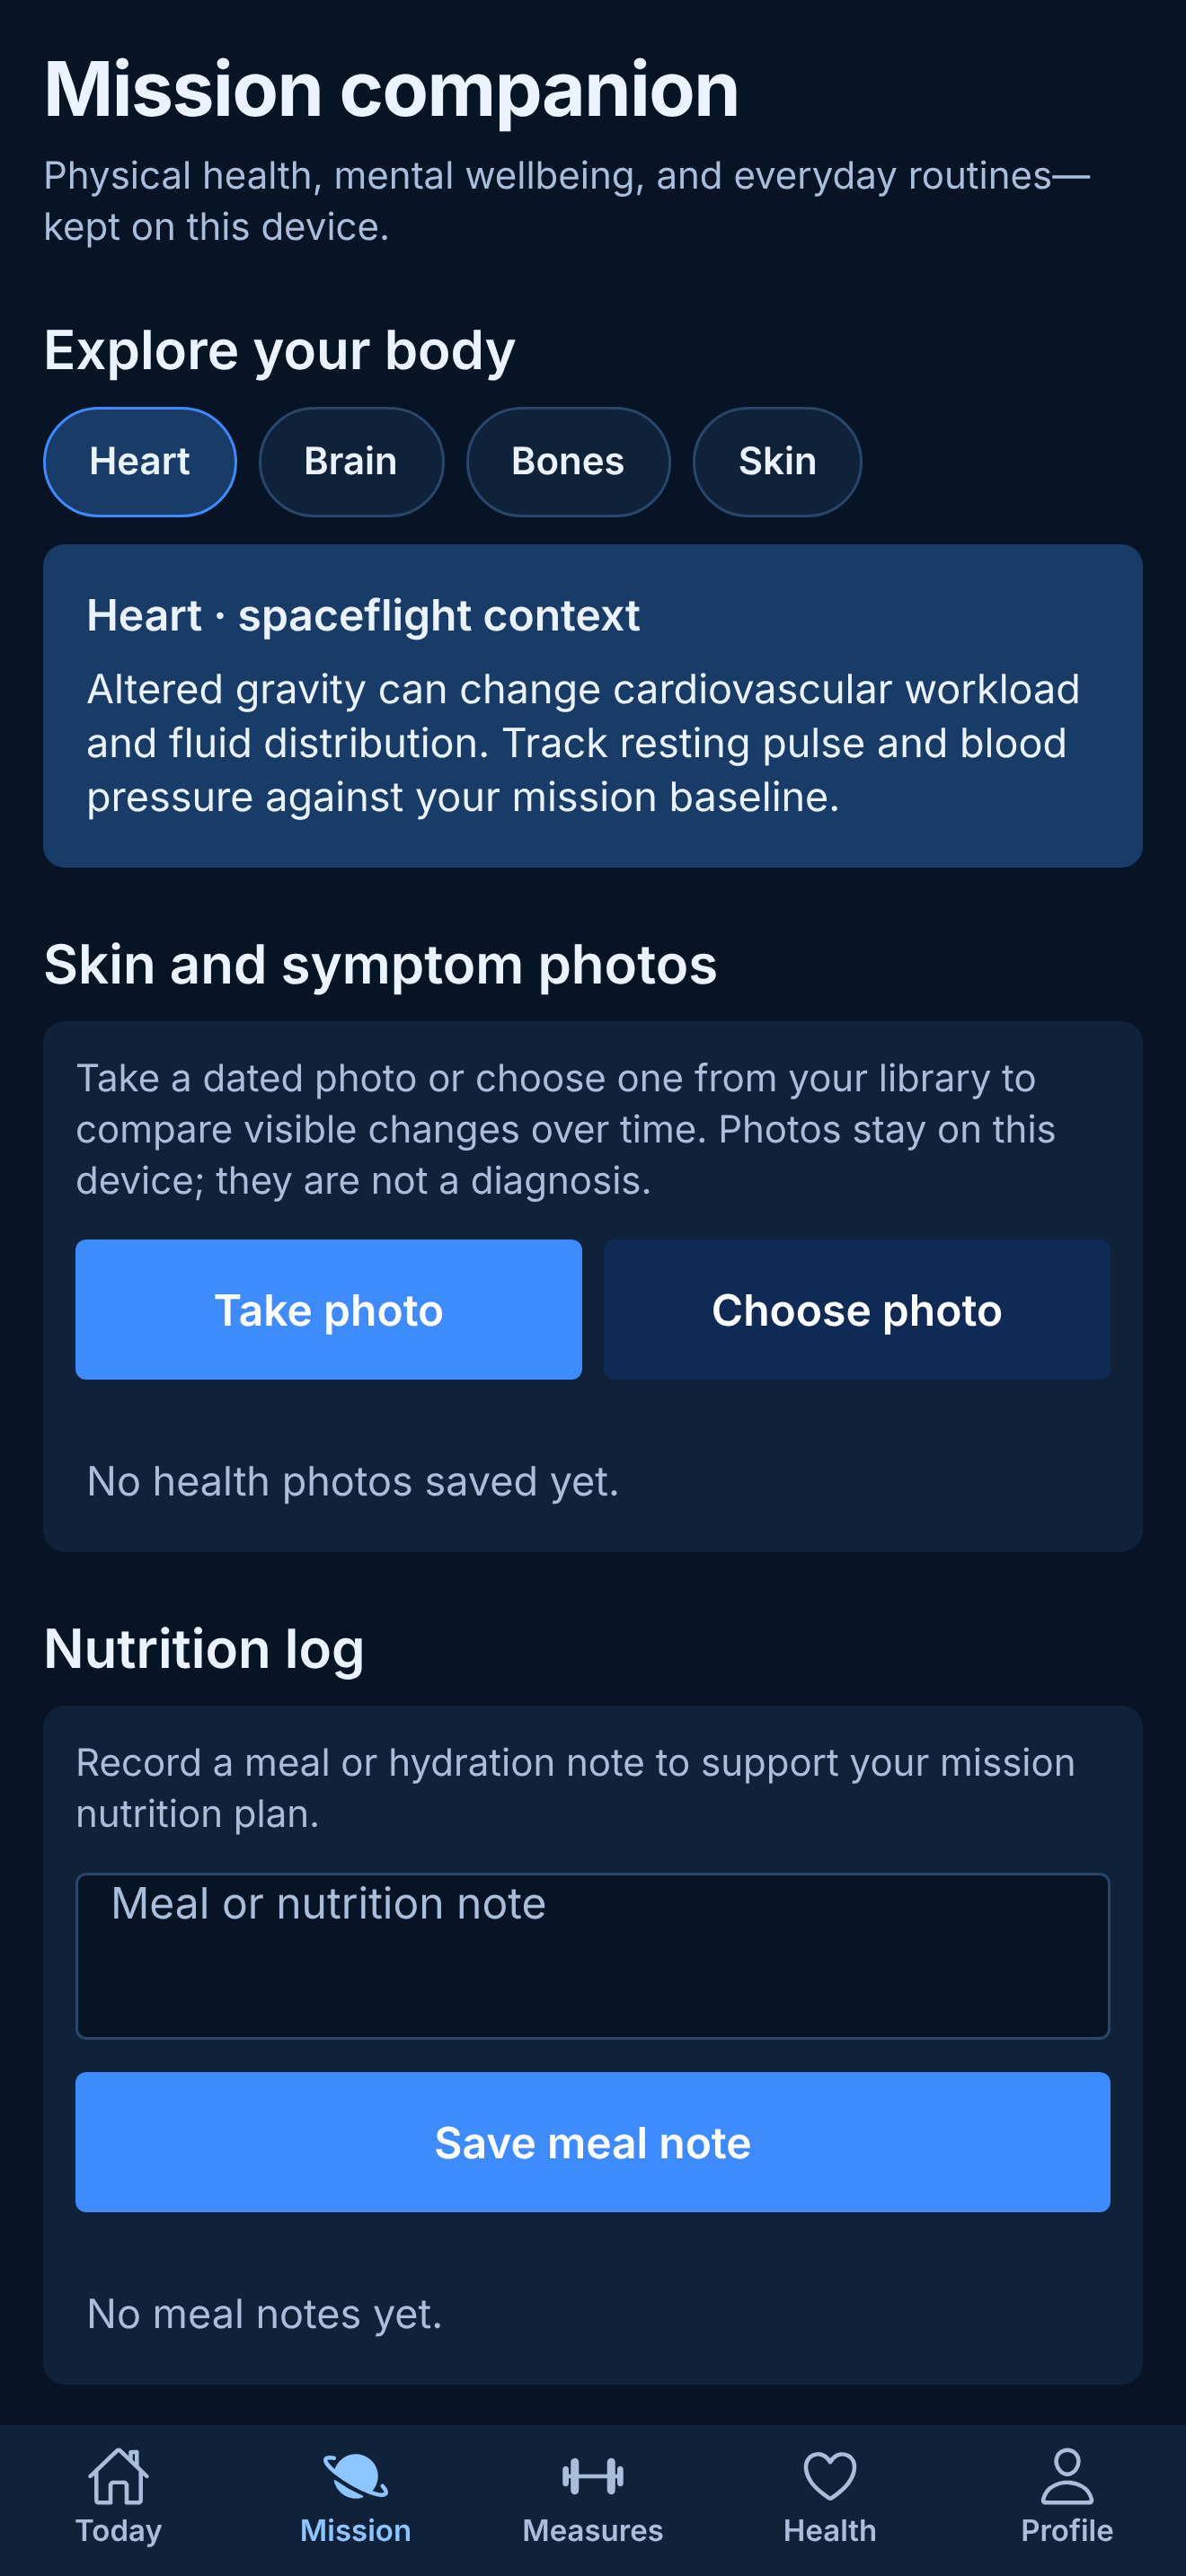 Mission companion
Physical health, mental wellbeing, and everyday routines—
kept on this device.
Explore your body
Heart
Brain
Bones
Skin
Heart · spaceflight context
Altered gravity can change cardiovascular workload
and fluid distribution. Track resting pulse and blood
pressure against your mission baseline.
Skin and symptom photos
Take a dated photo or choose one from your library to
compare visible changes over time. Photos stay on this
device; they are not a diagnosis.
Take photo
Choose photo
No health photos saved yet.
Nutrition log
Record a meal or hydration note to support your mission
nutrition plan.
Meal or nutrition note
Save meal note
No meal notes yet.
Today
Mission
Measures
Health
Profile